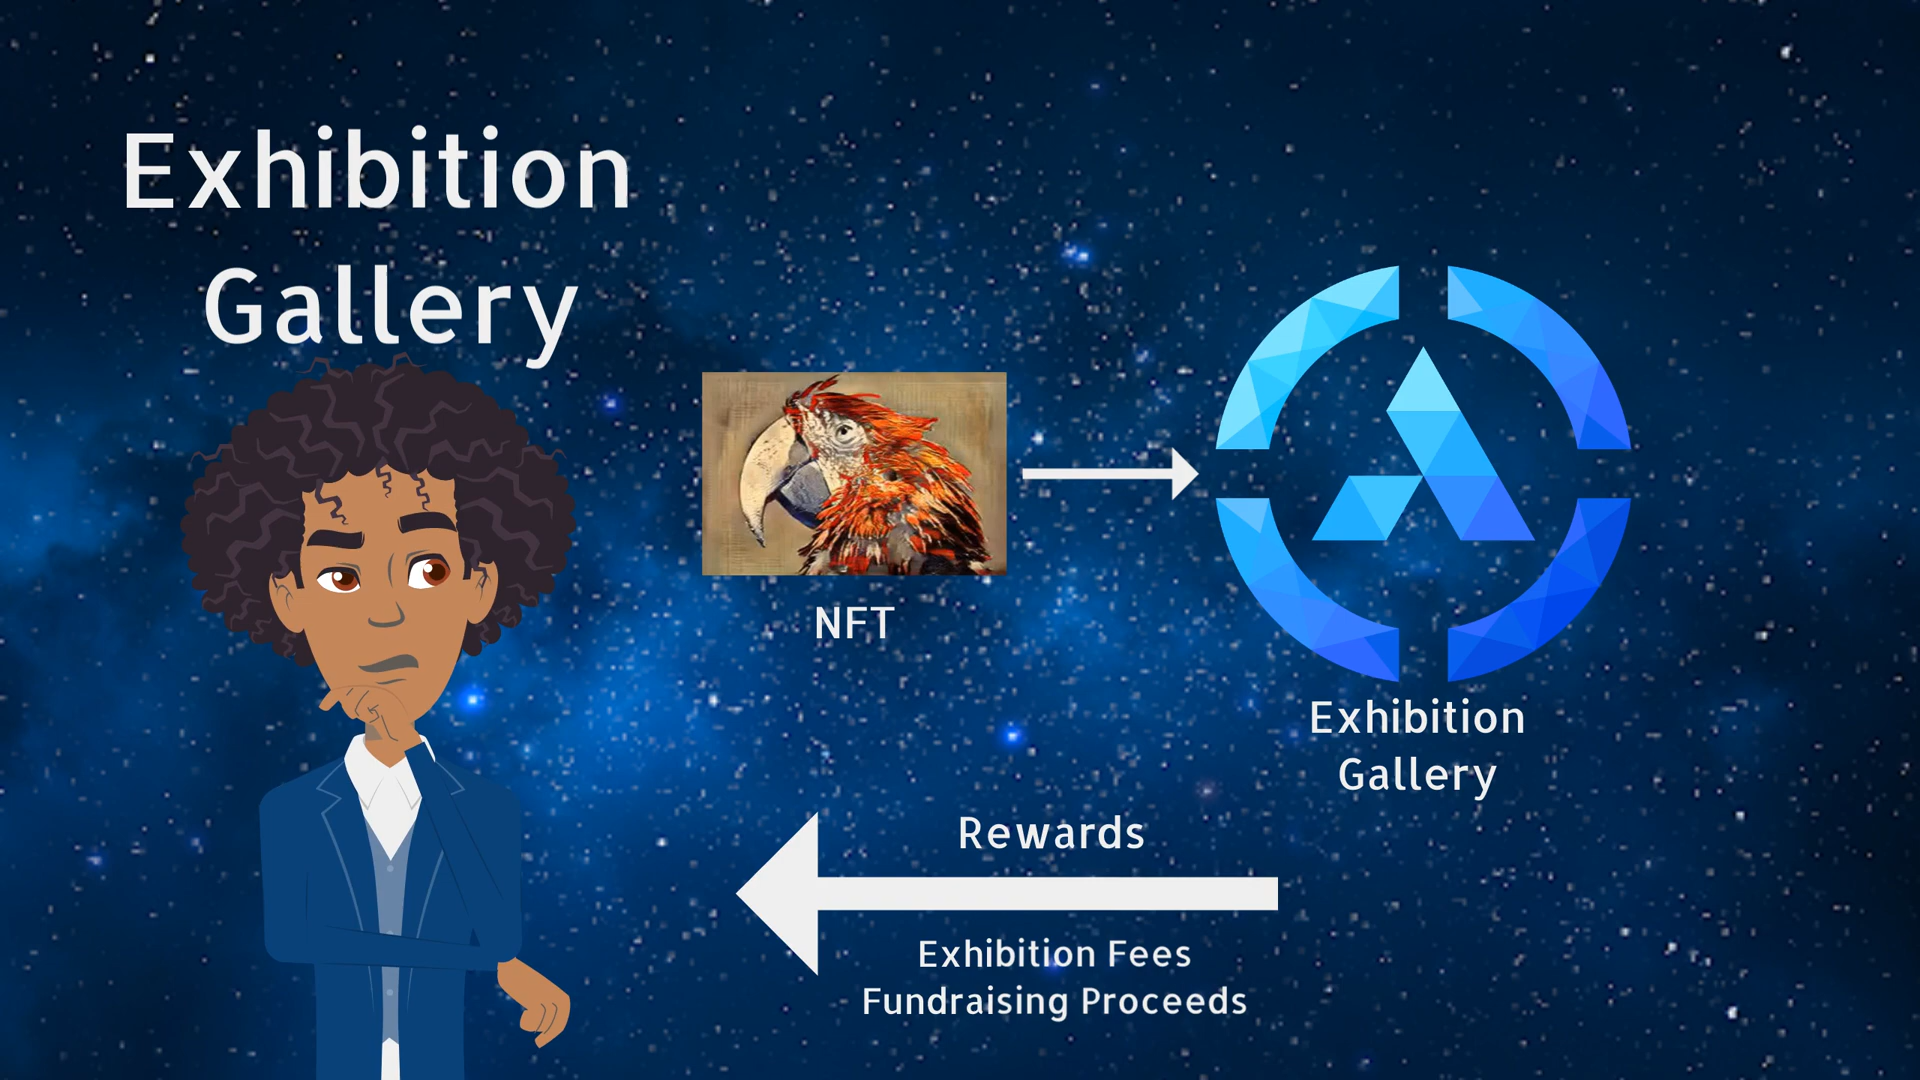 Exhibition
Gallery
NFT
Exhibition
Gallery
Rewards
Exhibition Fees
Fundraising Proceeds